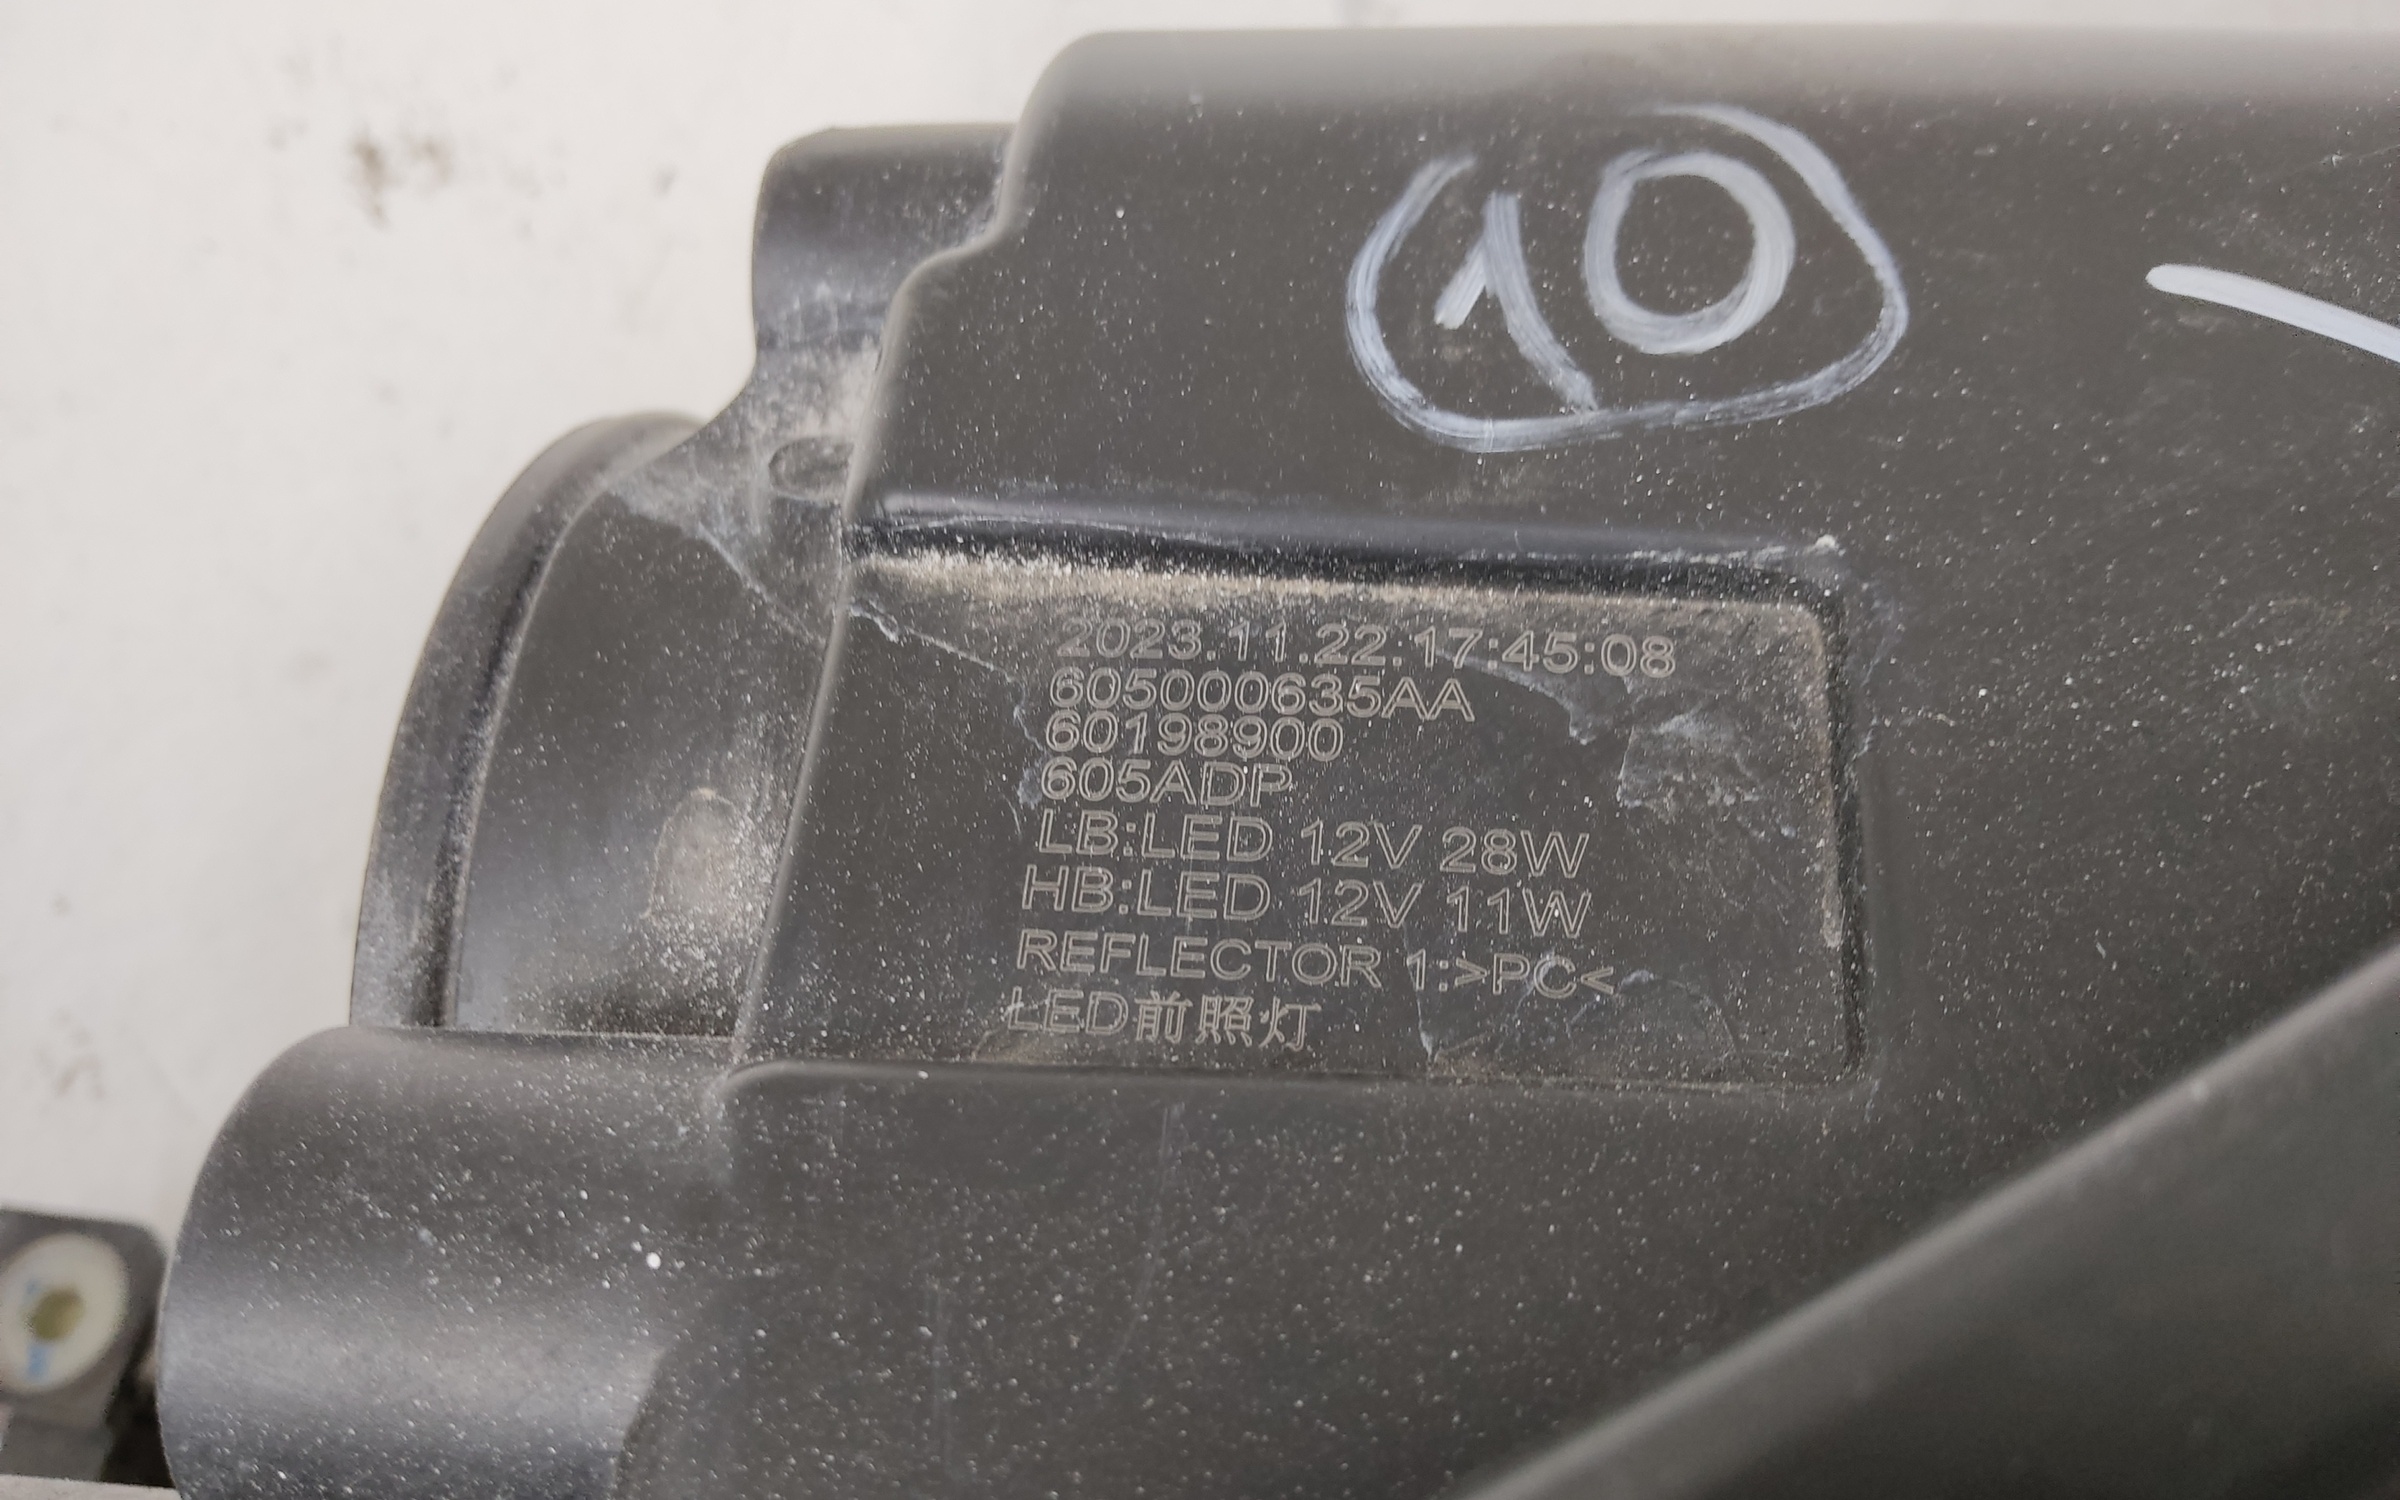 10
2023.11.22.17:45:08
605000635AA
60198900
605ADP
LB:LED 12V 28W
HB:LED 12V 11W
REFLECTOR 1:>PC<
LED前照灯